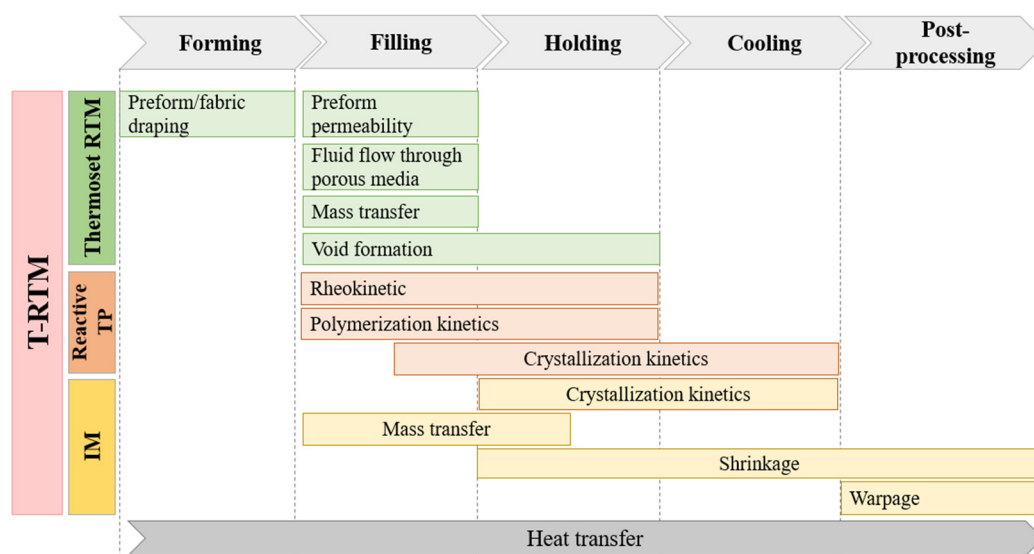 Forming
Filling
Holding
Cooling
Post-
processing
T-RTM
Thermoset RTM
Preform/fabric
draping
Preform
permeability
Fluid flow through
porous media
Mass transfer
Void formation
Reactive
TP
Rheokinetic
Polymerization kinetics
Crystallization kinetics
IM
Crystallization kinetics
Mass transfer
Shrinkage
Warpage
Heat transfer